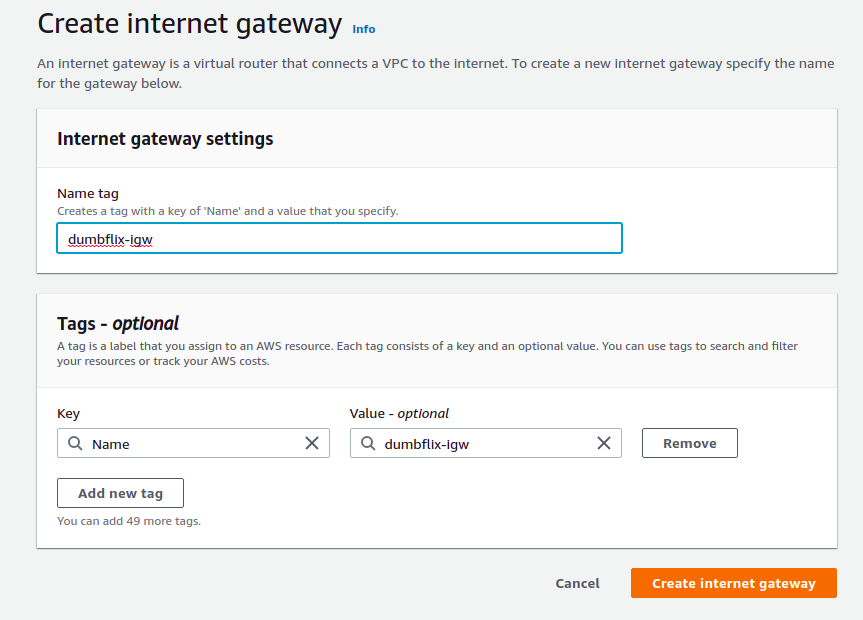 Create internet gateway Info
An internet gateway is a virtual router that connects a VPC to the internet. To create a new internet gateway specify the name
for the gateway below.
Internet gateway settings
Name tag
Creates a tag with a key of 'Name' and a value that you specify.
dumbflix-igw
Tags - optional
A tag is a label that you assign to an AWS resource. Each tag consists of a key and an optional value. You can use tags to search and filter
your resources or track your AWS costs.
Key Value - optional
Name dumbflix-igw Remove
Add new tag
You can add 49 more tags.
Cancel Create internet gateway